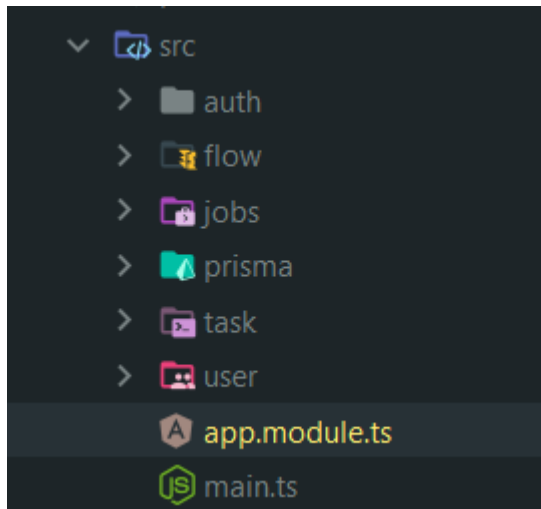 src
auth
flow
jobs
prisma
task
user
app.module.ts
main.ts